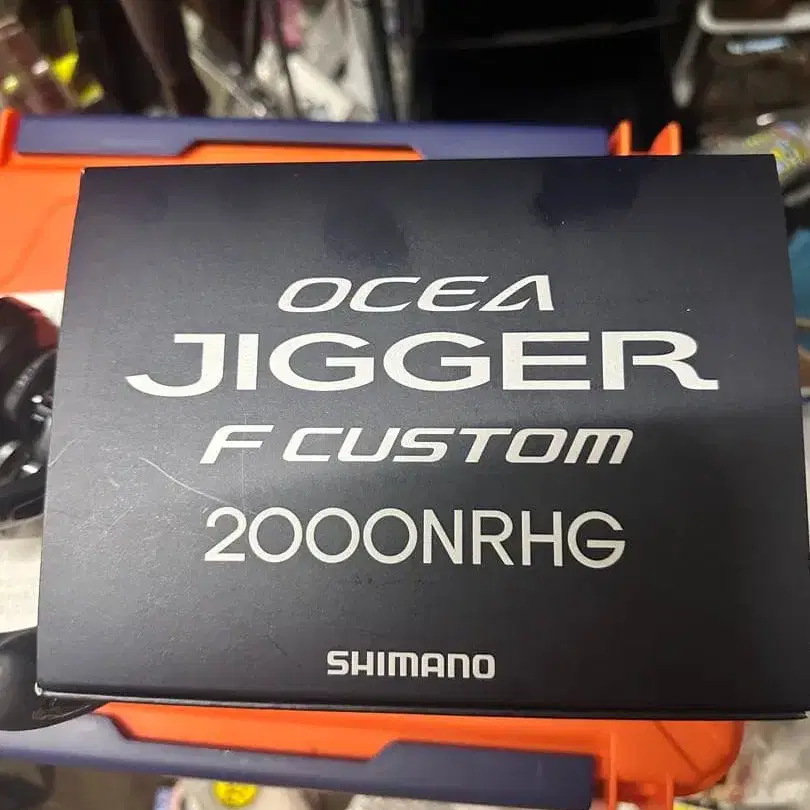 OCEA
JIGGER
F CUSTOM
2000NRHG
SHIMANO